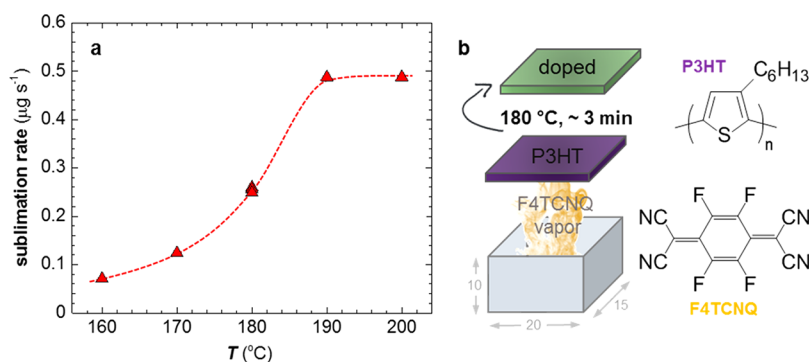 a
sublimation rate (μg s⁻¹)
0.6
0.5
0.4
0.3
0.2
0.1
0
160 170 180 190 200
T (°C)
b
doped
180 °C, ~ 3 min
P3HT
F4TCNQ
vapor
10
20
15
P3HT
C₆H₁₃
S
n
F F
NC CN
NC CN
F F
F4TCNQ